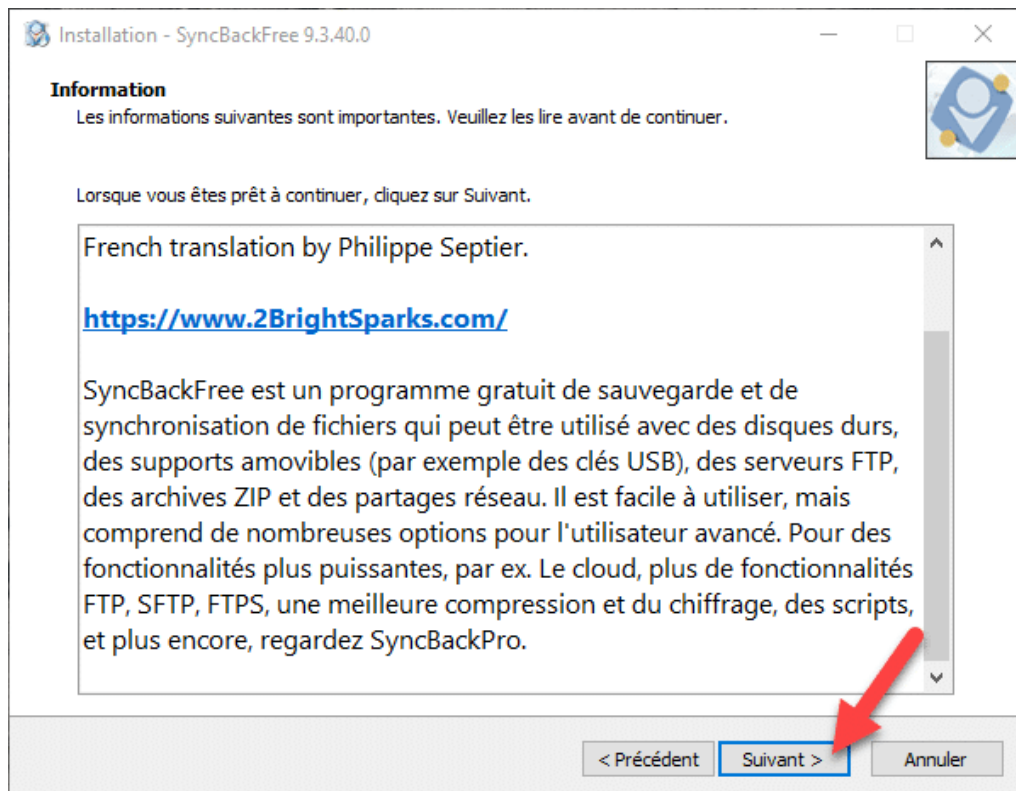 Installation - SyncBackFree 9.3.40.0
Information
Les informations suivantes sont importantes. Veuillez les lire avant de continuer.
Lorsque vous êtes prêt à continuer, cliquez sur Suivant.
French translation by Philippe Septier.
https://www.2BrightSparks.com/
SyncBackFree est un programme gratuit de sauvegarde et de
synchronisation de fichiers qui peut être utilisé avec des disques durs,
des supports amovibles (par exemple des clés USB), des serveurs FTP,
des archives ZIP et des partages réseau. Il est facile à utiliser, mais
comprend de nombreuses options pour l'utilisateur avancé. Pour des
fonctionnalités plus puissantes, par ex. Le cloud, plus de fonctionnalités
FTP, SFTP, FTPS, une meilleure compression et du chiffrage, des scripts,
et plus encore, regardez SyncBackPro.
< Précédent
Suivant >
Annuler